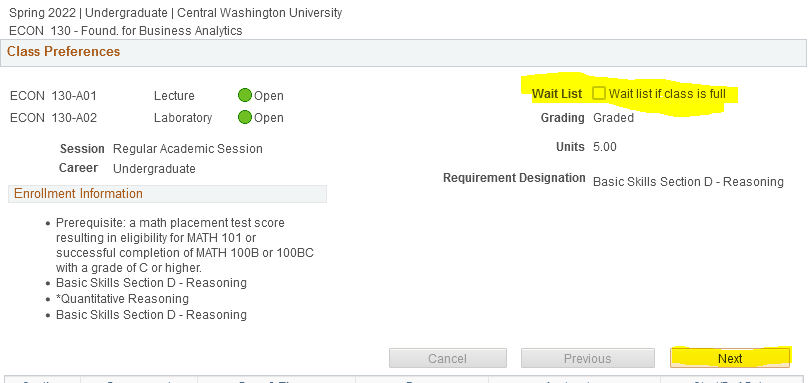 Spring 2022 | Undergraduate | Central Washington University
ECON 130 - Found. for Business Analytics
Class Preferences
ECON 130-A01 Lecture Open
Wait List Wait list if class is full
ECON 130-A02 Laboratory Open
Grading Graded
Session Regular Academic Session
Units 5.00
Career Undergraduate
Requirement Designation Basic Skills Section D - Reasoning
Enrollment Information
• Prerequisite: a math placement test score
resulting in eligibility for MATH 101 or
successful completion of MATH 100B or 100BC
with a grade of C or higher.
• Basic Skills Section D - Reasoning
• *Quantitative Reasoning
• Basic Skills Section D - Reasoning
Cancel Previous Next